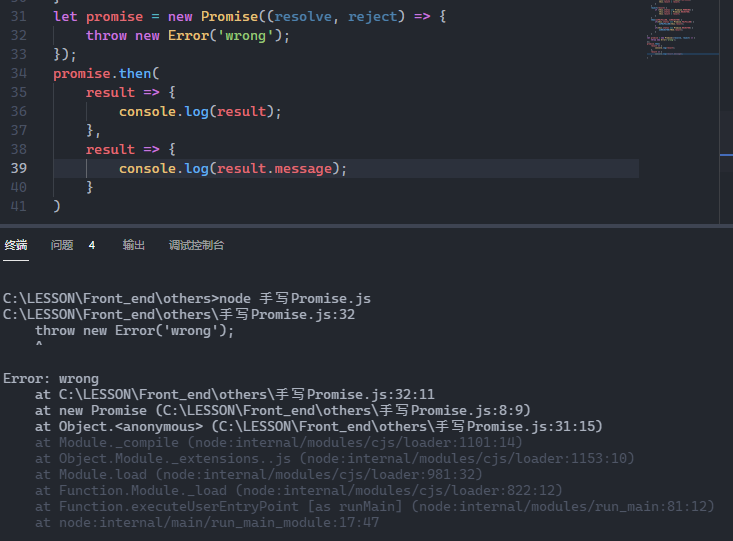 31 let promise = new Promise((resolve, reject) => {
32     throw new Error('wrong');
33 });
34 promise.then(
35     result => {
36         console.log(result);
37     },
38     result => {
39         console.log(result.message);
40     }
41 )
终端 问题 4 输出 调试控制台
C:\LESSON\Front_end\others>node 手写Promise.js
C:\LESSON\Front_end\others\手写Promise.js:32
    throw new Error('wrong');
    ^
Error: wrong
    at C:\LESSON\Front_end\others\手写Promise.js:32:11
    at new Promise (C:\LESSON\Front_end\others\手写Promise.js:8:9)
    at Object.<anonymous> (C:\LESSON\Front_end\others\手写Promise.js:31:15)
    at Module._compile (node:internal/modules/cjs/loader:1101:14)
    at Object.Module._extensions..js (node:internal/modules/cjs/loader:1153:10)
    at Module.load (node:internal/modules/cjs/loader:981:32)
    at Function.Module._load (node:internal/modules/cjs/loader:822:12)
    at Function.executeUserEntryPoint [as runMain] (node:internal/modules/run_main:81:12)
    at node:internal/main/run_main_module:17:47